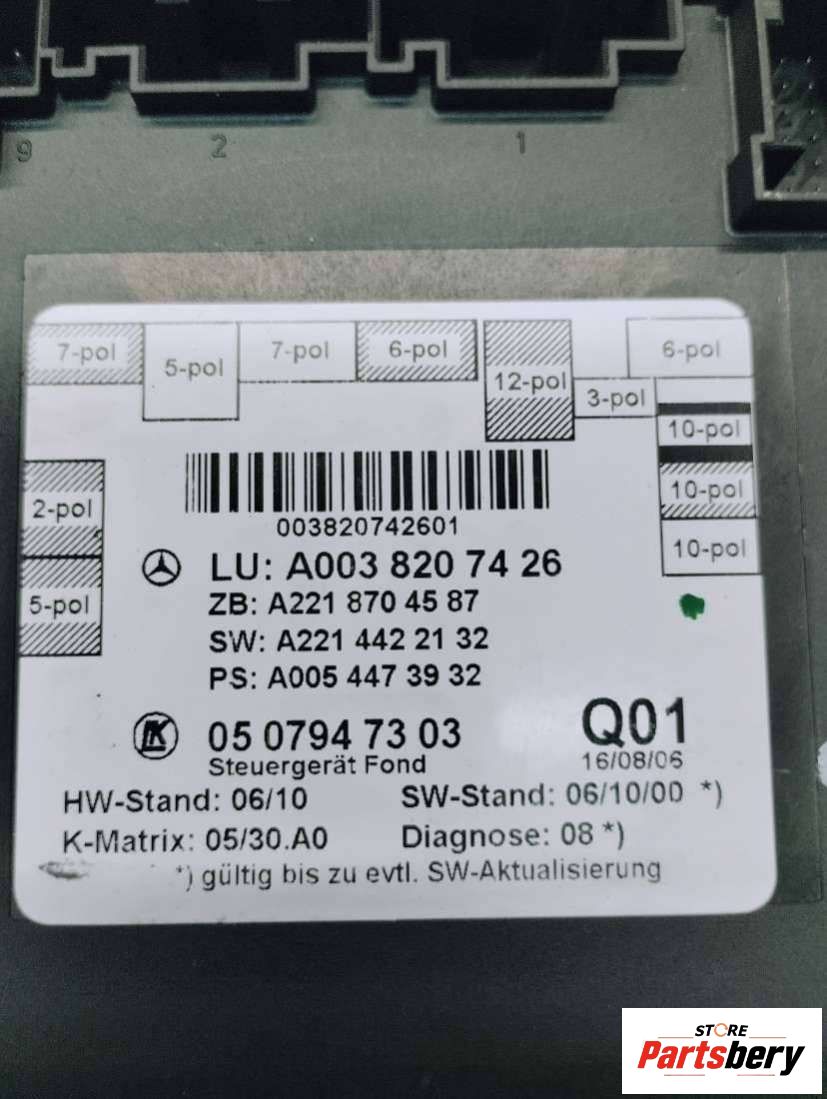 9 2 1
7-pol 5-pol 7-pol 6-pol 12-pol 3-pol 6-pol
10-pol
10-pol
10-pol
2-pol
5-pol
003820742601
LU: A003 820 74 26
ZB: A221 870 45 87
SW: A221 442 21 32
PS: A005 447 39 32
05 0794 73 03
Q01
Steuergerät Fond
16/08/06
HW-Stand: 06/10 SW-Stand: 06/10/00 *)
K-Matrix: 05/30.A0 Diagnose: 08 *)
*) gültig bis zu evtl. SW-Aktualisierung
STORE
Partsbery